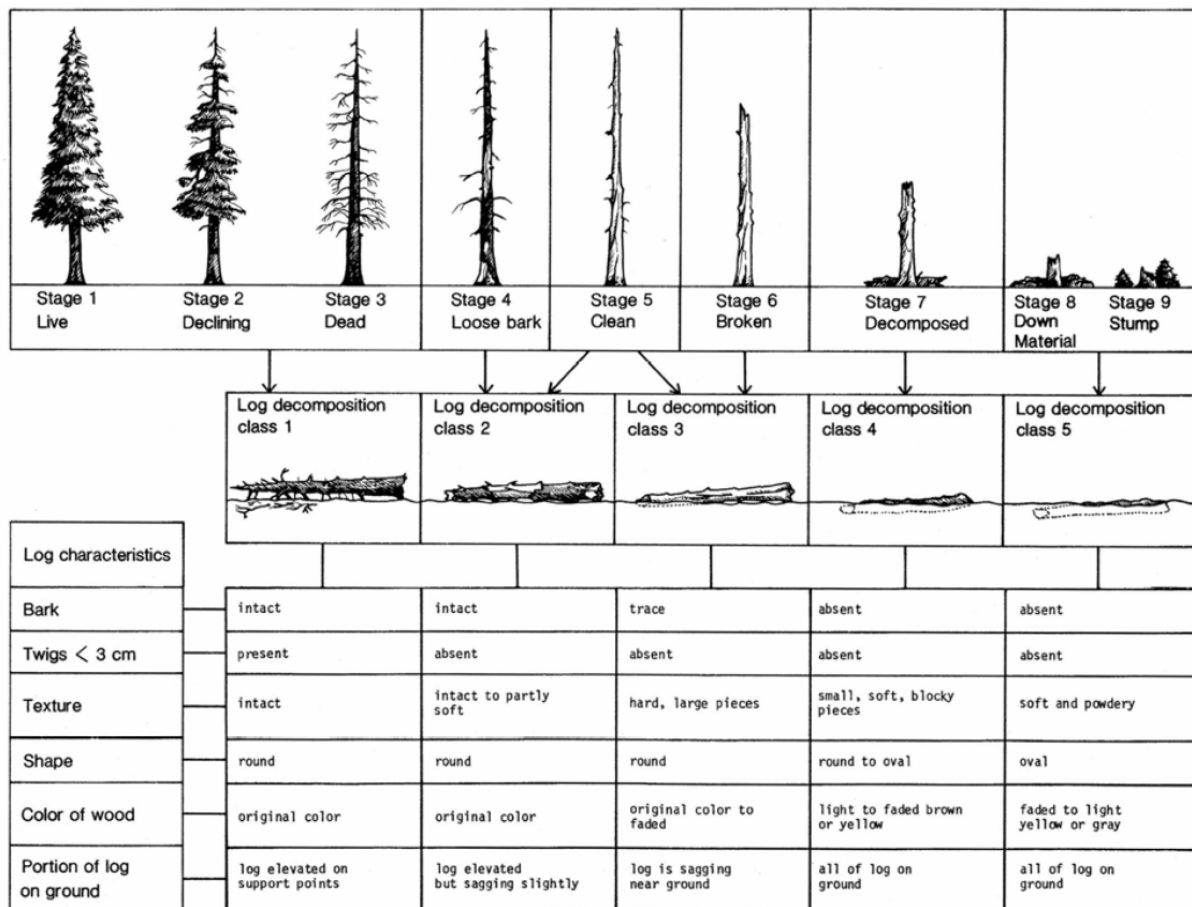 Stage 1
Live
Stage 2
Declining
Stage 3
Dead
Stage 4
Loose bark
Stage 5
Clean
Stage 6
Broken
Stage 7
Decomposed
Stage 8
Down
Material
Stage 9
Stump
Log decomposition
class 1
Log decomposition
class 2
Log decomposition
class 3
Log decomposition
class 4
Log decomposition
class 5
Log characteristics
Bark
intact
intact
trace
absent
absent
Twigs < 3 cm
present
absent
absent
absent
absent
Texture
intact
intact to partly
soft
hard, large pieces
small, soft, blocky
pieces
soft and powdery
Shape
round
round
round
round to oval
oval
Color of wood
original color
original color
original color to
faded
light to faded brown
or yellow
faded to light
yellow or gray
Portion of log
on ground
log elevated on
support points
log elevated
but sagging slightly
log is sagging
near ground
all of log on
ground
all of log on
ground